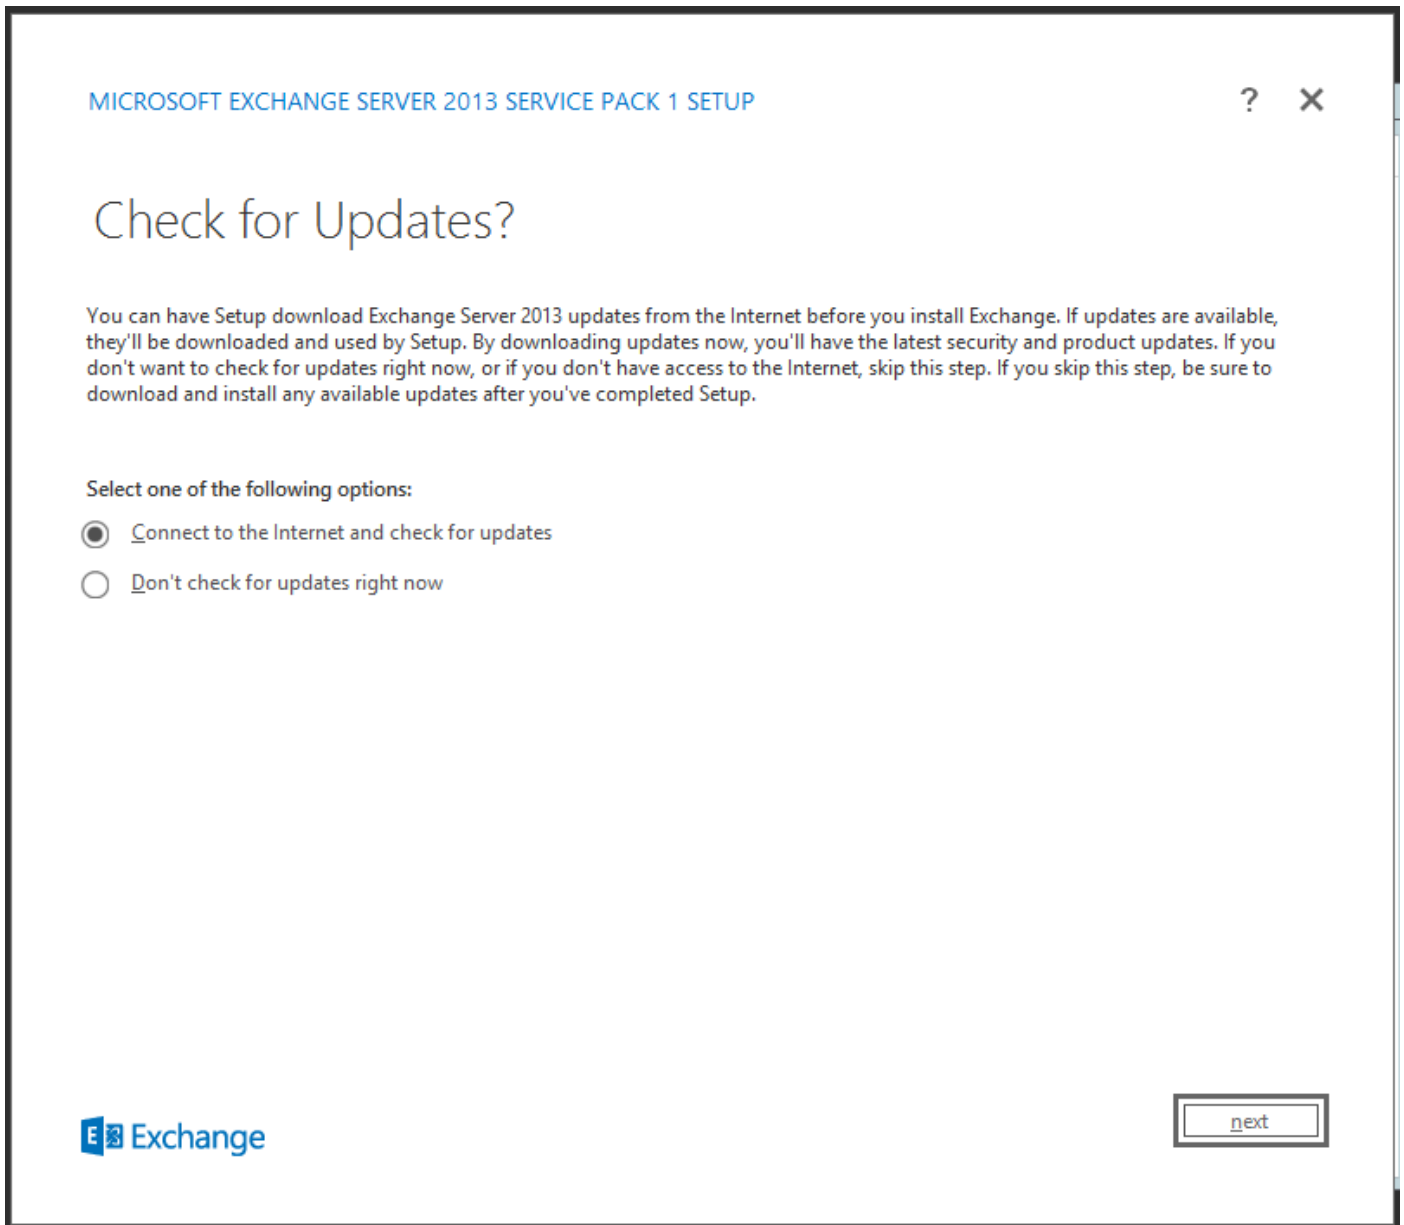 MICROSOFT EXCHANGE SERVER 2013 SERVICE PACK 1 SETUP
?
Check for Updates?
You can have Setup download Exchange Server 2013 updates from the Internet before you install Exchange. If updates are available,
they'll be downloaded and used by Setup. By downloading updates now, you'll have the latest security and product updates. If you
don't want to check for updates right now, or if you don't have access to the Internet, skip this step. If you skip this step, be sure to
download and install any available updates after you've completed Setup.
Select one of the following options:
Connect to the Internet and check for updates
Don't check for updates right now
E Exchange
next